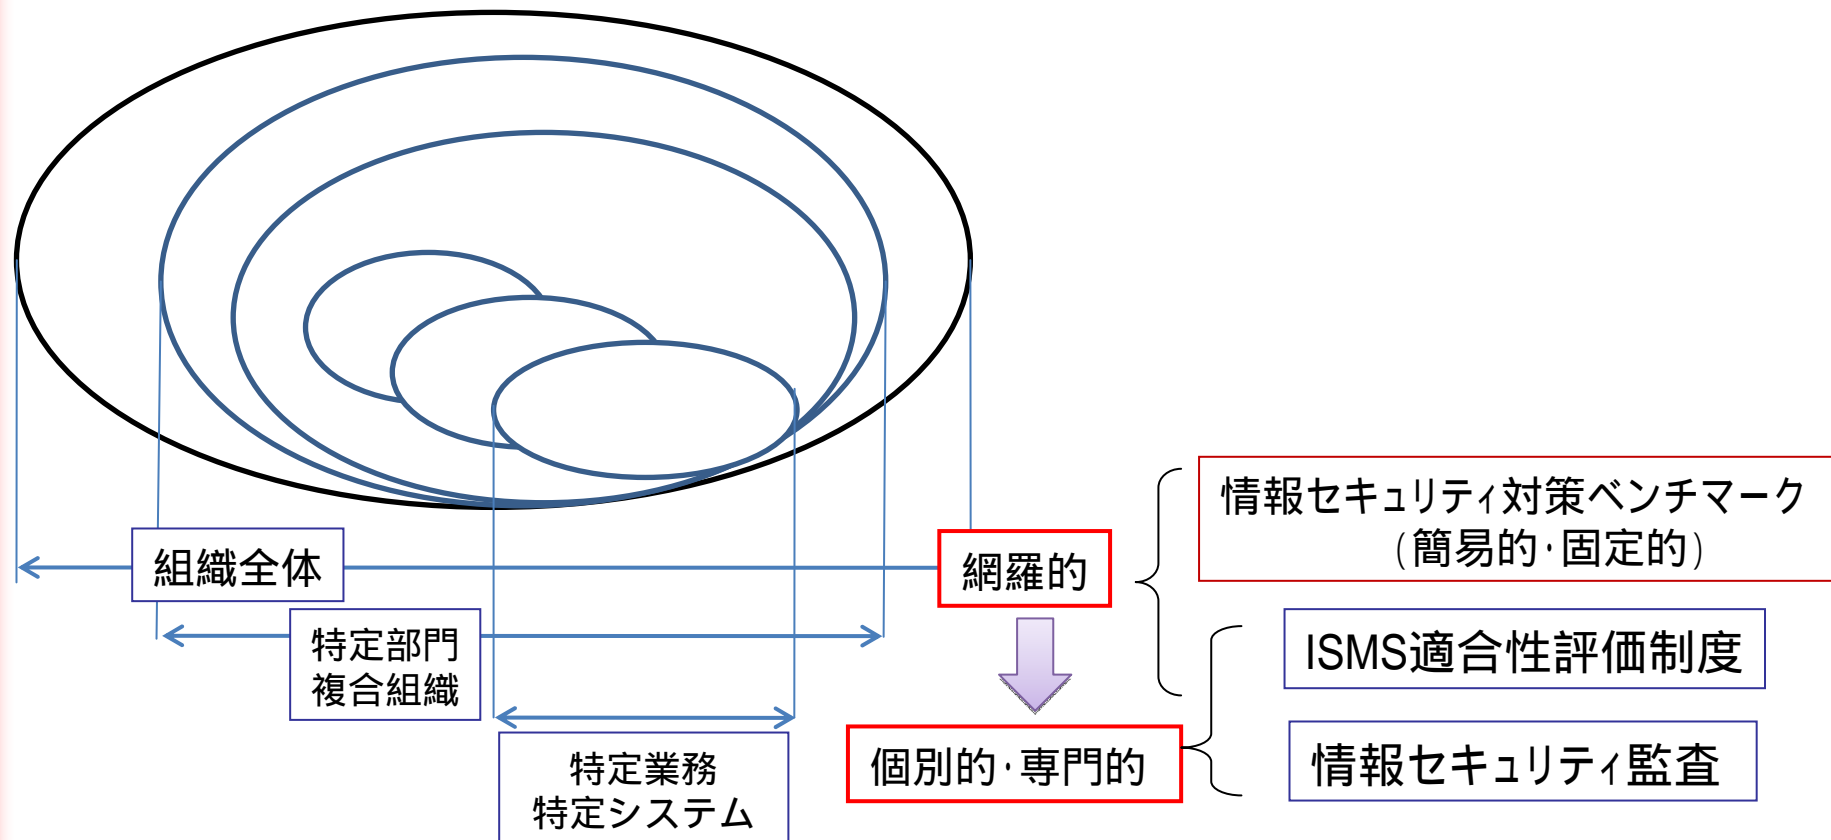 組織全体
特定部門
複合組織
特定業務
特定システム
網羅的
個別的・専門的
情報セキュリティ対策ベンチマーク
(簡易的・固定的)
ISMS適合性評価制度
情報セキュリティ監査